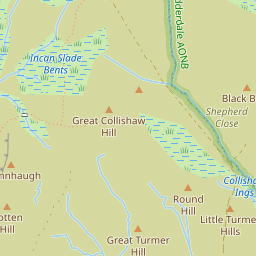 Incan Slade
Bents
dderdale AONB
Black B
Shepherd
Close
Great Collishaw
Hill
Collish
Ings
nnhaugh
Round
Hill
otten
Hill
Little Turme
Hills
Great Turmer
Hill